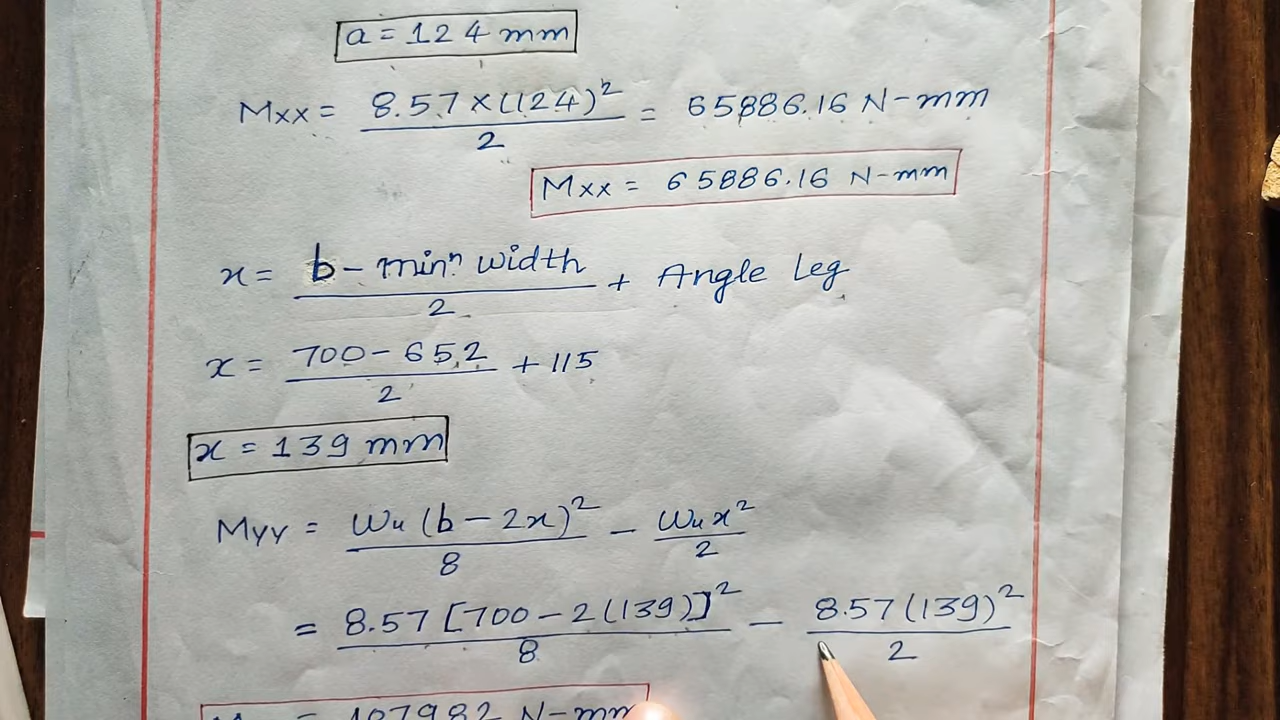 a = 124 mm
Mxx = 8.57 × (124)² / 2 = 65886.16 N-mm
Mxx = 65886.16 N-mm
x = b - minⁿ width / 2 + Angle Leg
x = 700 - 652 / 2 + 115
x = 139 mm
Myy = Wu (b - 2x)² / 8 - Wu x² / 2
= 8.57 [700 - 2(139)]² / 8 - 8.57 (139)² / 2
= 107982 N-mm